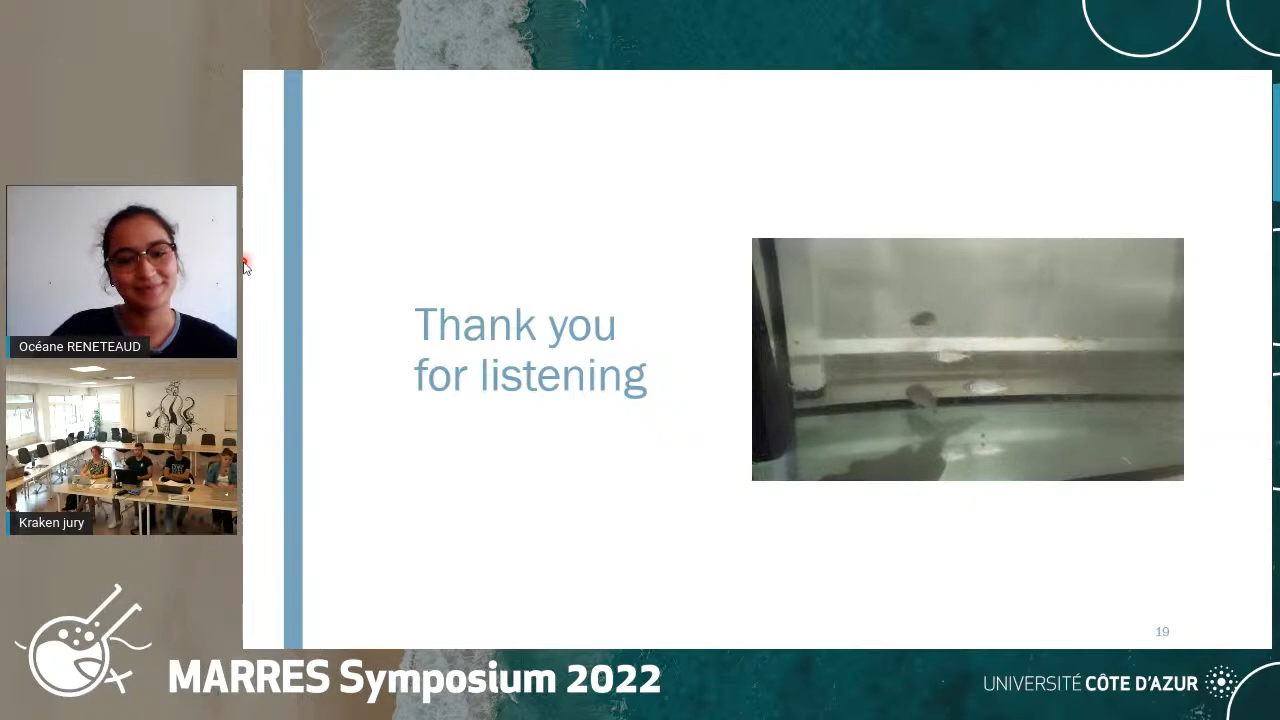 Thank you
for listening
Océane RENETEAUD
Kraken jury
19
MARRES Symposium 2022
UNIVERSITÉ CÔTE D'AZUR